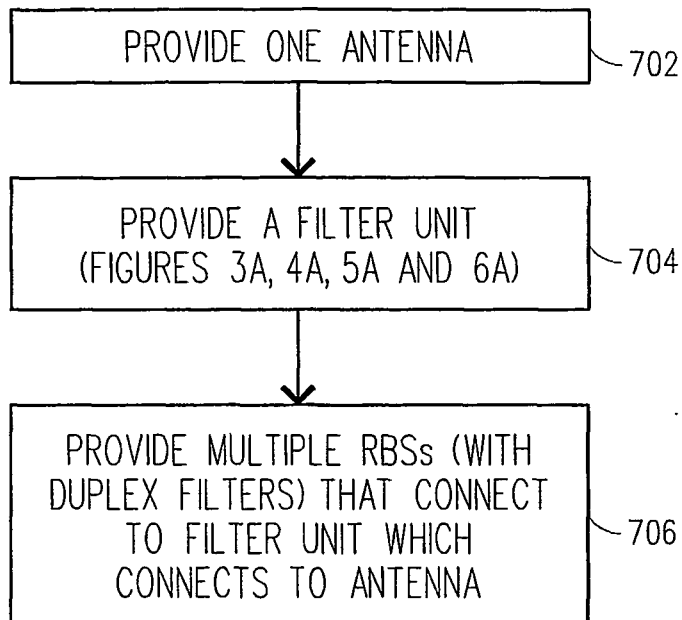 PROVIDE ONE ANTENNA
702
PROVIDE A FILTER UNIT
(FIGURES 3A, 4A, 5A AND 6A)
704
PROVIDE MULTIPLE RBSs (WITH
DUPLEX FILTERS) THAT CONNECT
TO FILTER UNIT WHICH
CONNECTS TO ANTENNA
706